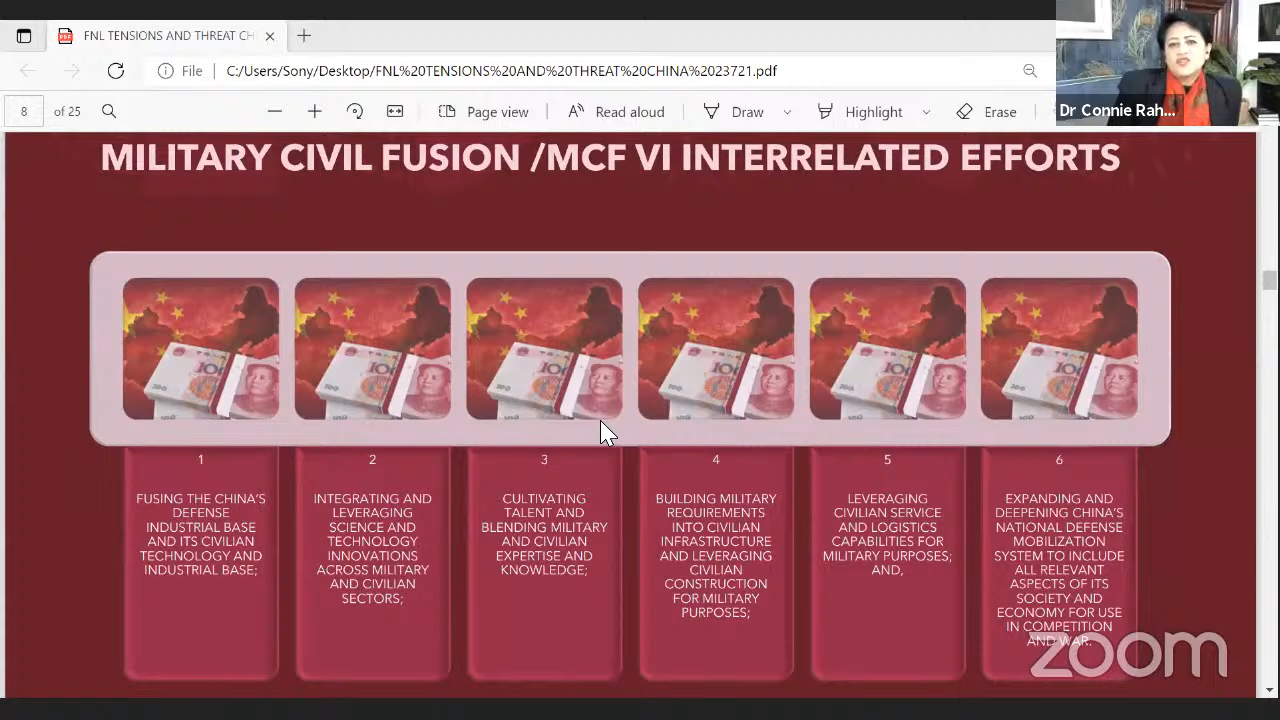 FNL TENSIONS AND THREAT CH
File
C:/Users/Sony/Desktop/FNL%20TENSIONS%20AND%20THREAT%20CHINA%2023721.pdf
8 of 25
Page view
Read aloud
Draw
Highlight
Erase
Dr Connie Rah...
MILITARY CIVIL FUSION /MCF VI INTERRELATED EFFORTS
1
FUSING THE CHINA'S
DEFENSE
INDUSTRIAL BASE
AND ITS CIVILIAN
TECHNOLOGY AND
INDUSTRIAL BASE;
2
INTEGRATING AND
LEVERAGING
SCIENCE AND
TECHNOLOGY
INNOVATIONS
ACROSS MILITARY
AND CIVILIAN
SECTORS;
3
CULTIVATING
TALENT AND
BLENDING MILITARY
AND CIVILIAN
EXPERTISE AND
KNOWLEDGE;
4
BUILDING MILITARY
REQUIREMENTS
INTO CIVILIAN
INFRASTRUCTURE
AND LEVERAGING
CIVILIAN
CONSTRUCTION
FOR MILITARY
PURPOSES;
5
LEVERAGING
CIVILIAN SERVICE
AND LOGISTICS
CAPABILITIES FOR
MILITARY PURPOSES;
AND,
6
EXPANDING AND
DEEPENING CHINA'S
NATIONAL DEFENSE
MOBILIZATION
SYSTEM TO INCLUDE
ALL RELEVANT
ASPECTS OF ITS
SOCIETY AND
ECONOMY FOR USE
IN COMPETITION
AND WAR.
zoom